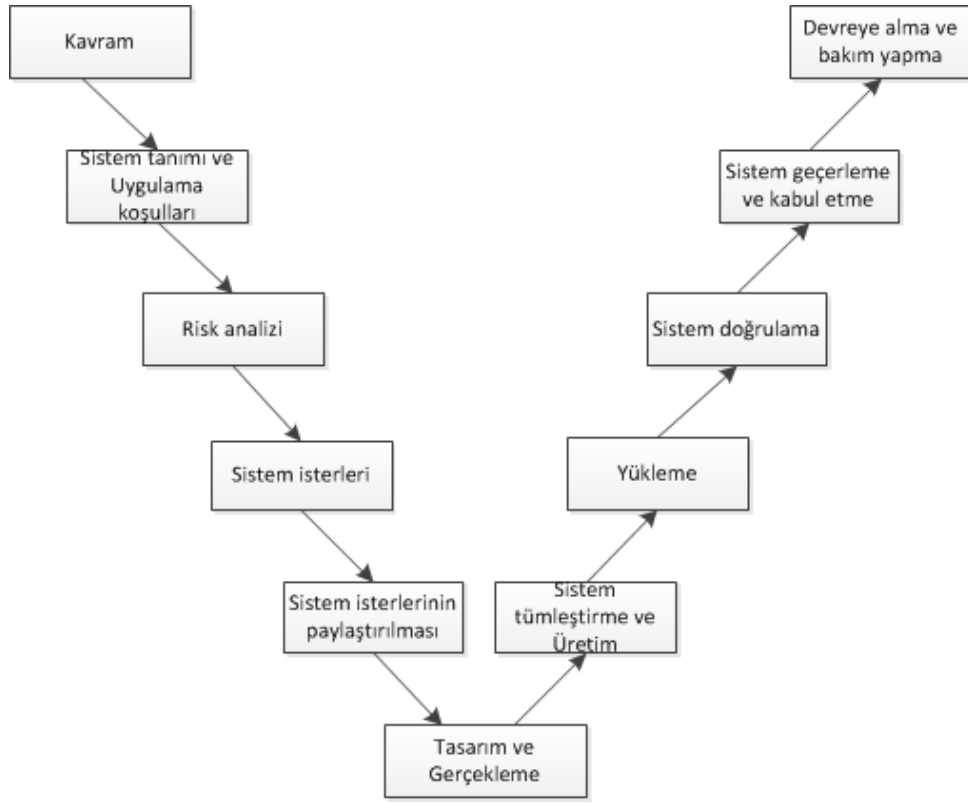 Kavram
Sistem tanımı ve
Uygulama
koşulları
Risk analizi
Sistem isterleri
Sistem isterlerinin
paylaştırılması
Tasarım ve
Gerçekleme
Sistem
tümleştirme ve
Üretim
Yükleme
Sistem doğrulama
Sistem geçerleme
ve kabul etme
Devreye alma ve
bakım yapma